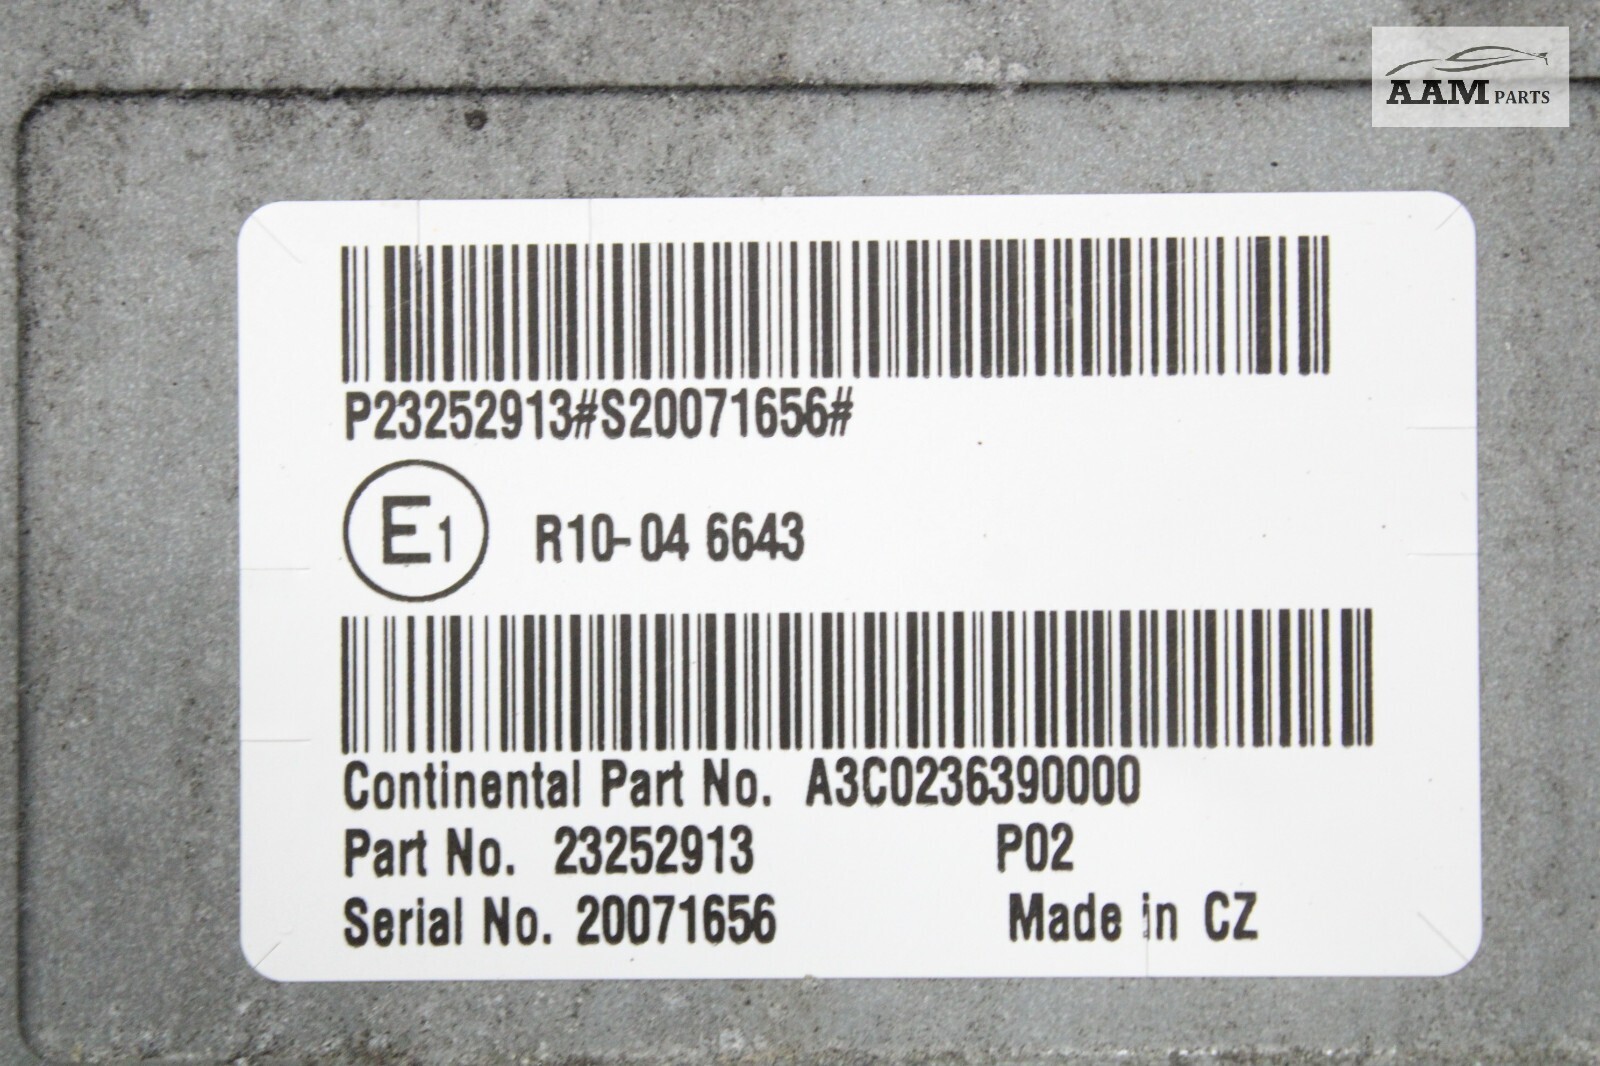 AAM PARTS
P23252913#S20071656#
E1 R10-04 6643
Continental Part No. A3C0236390000
Part No. 23252913 P02
Serial No. 20071656 Made in CZ